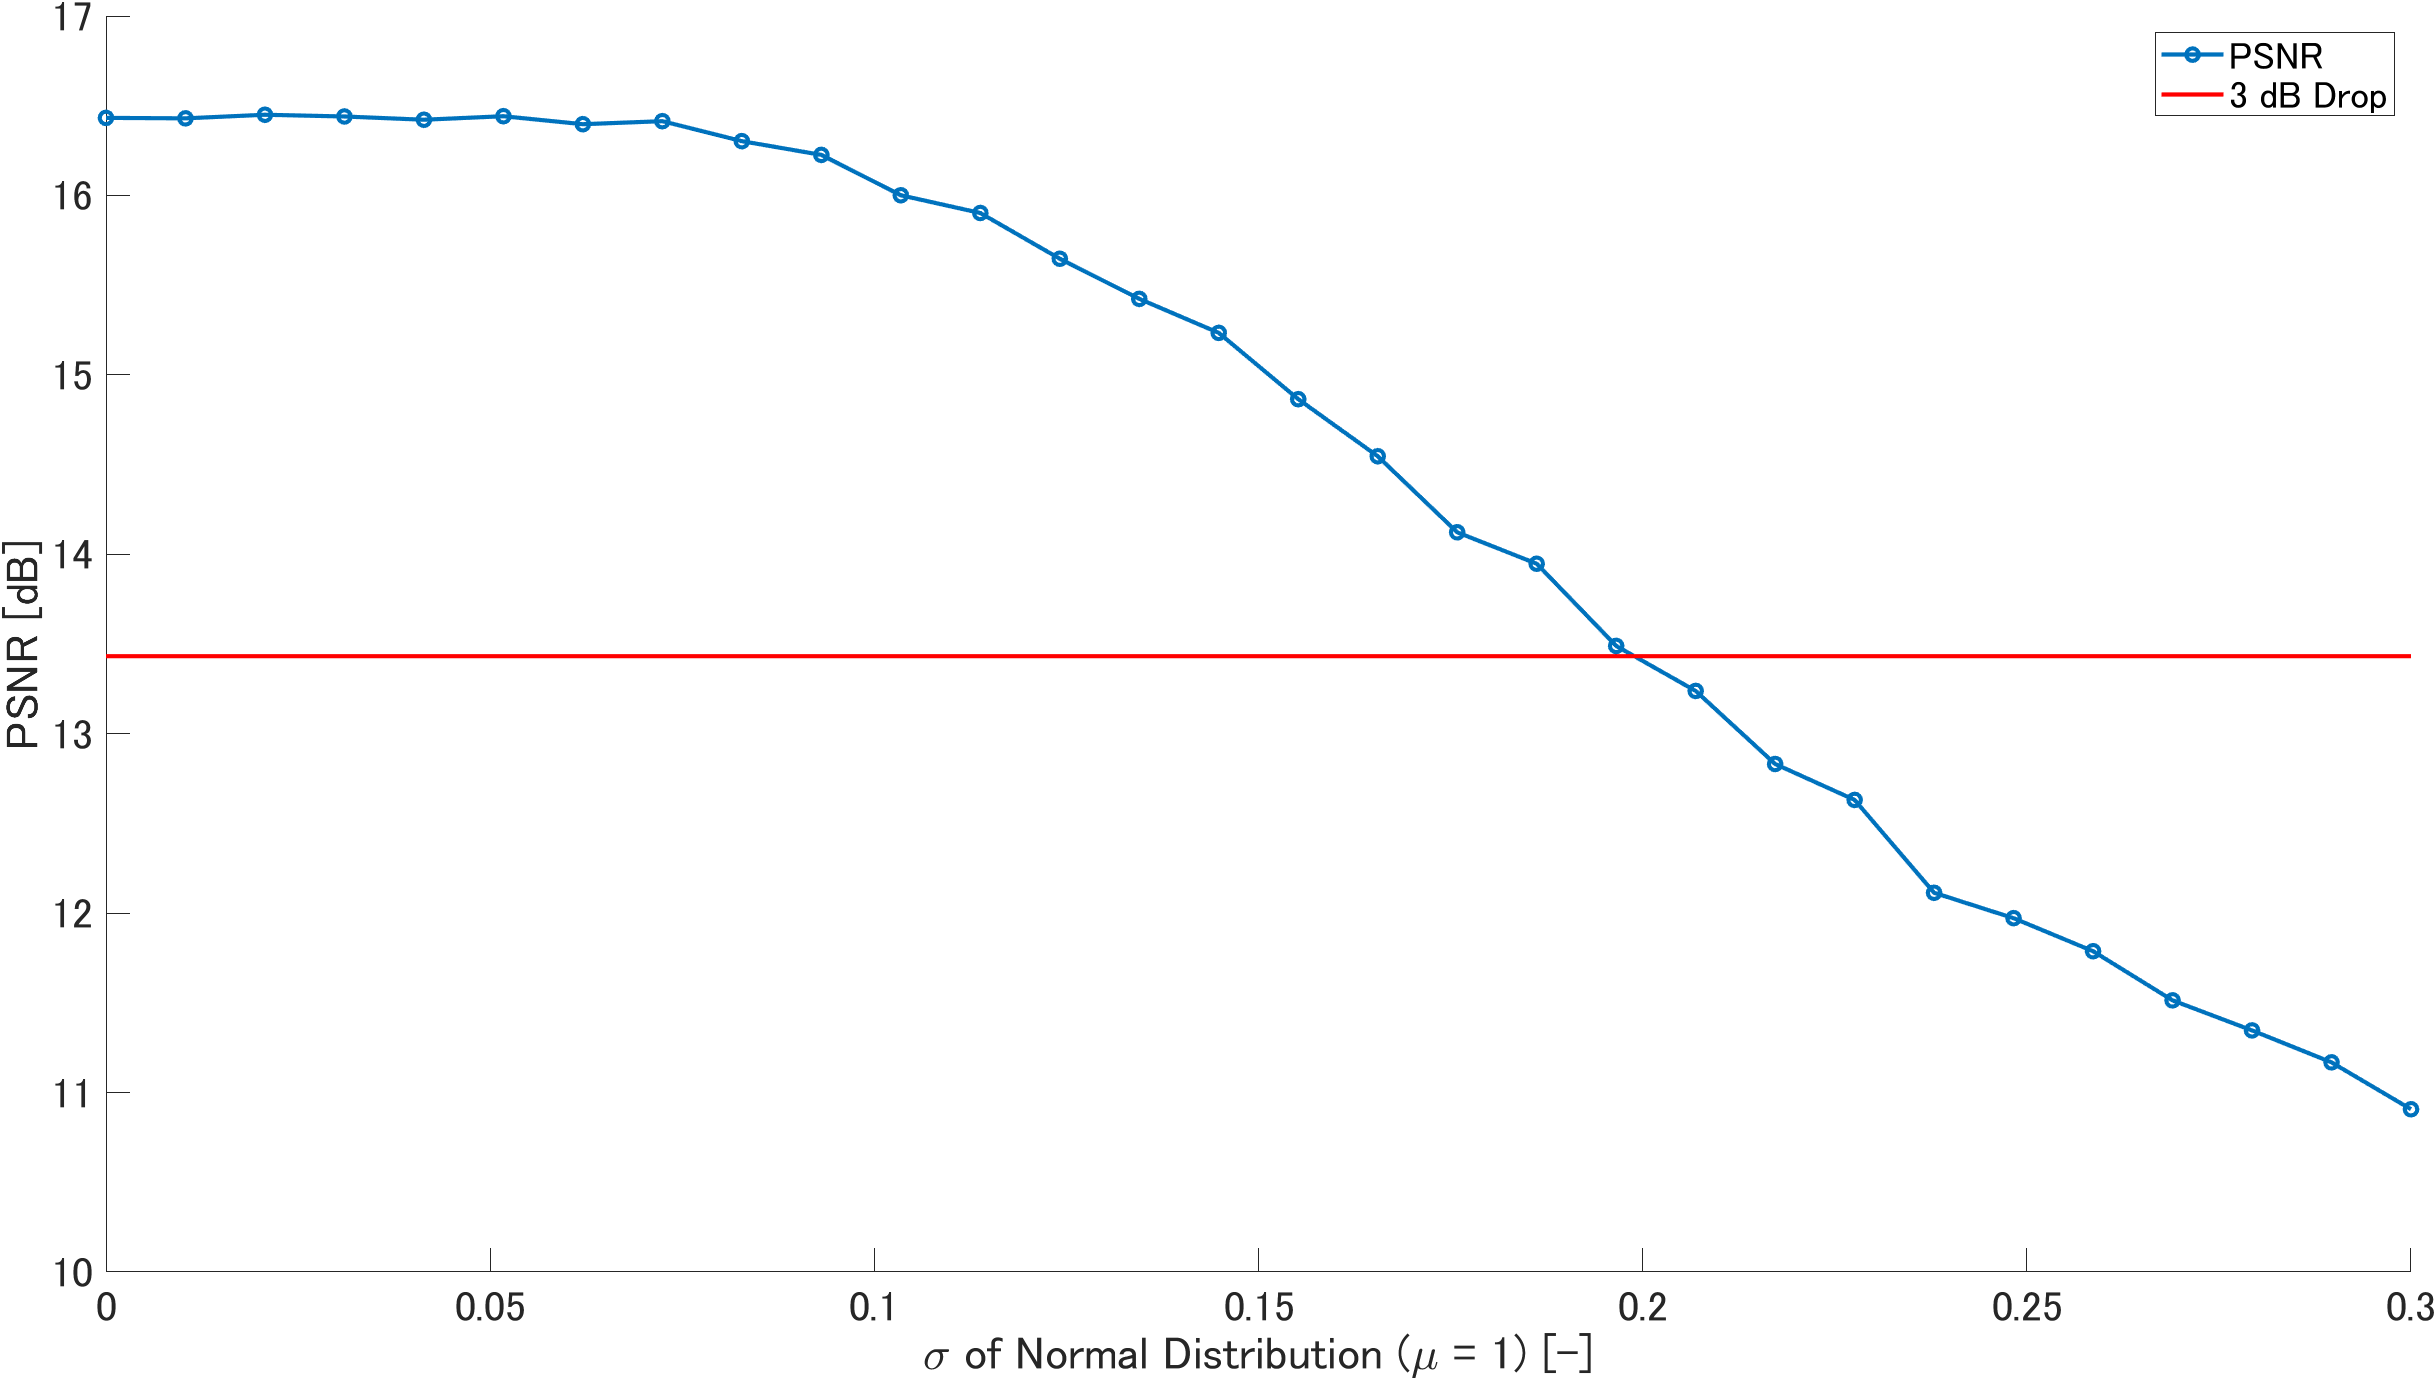 17
16
15
14
13
12
11
10
PSNR [dB]
PSNR
3 dB Drop
0 0.05 0.1 0.15 0.2 0.25 0.3
σ of Normal Distribution (μ = 1) [-]